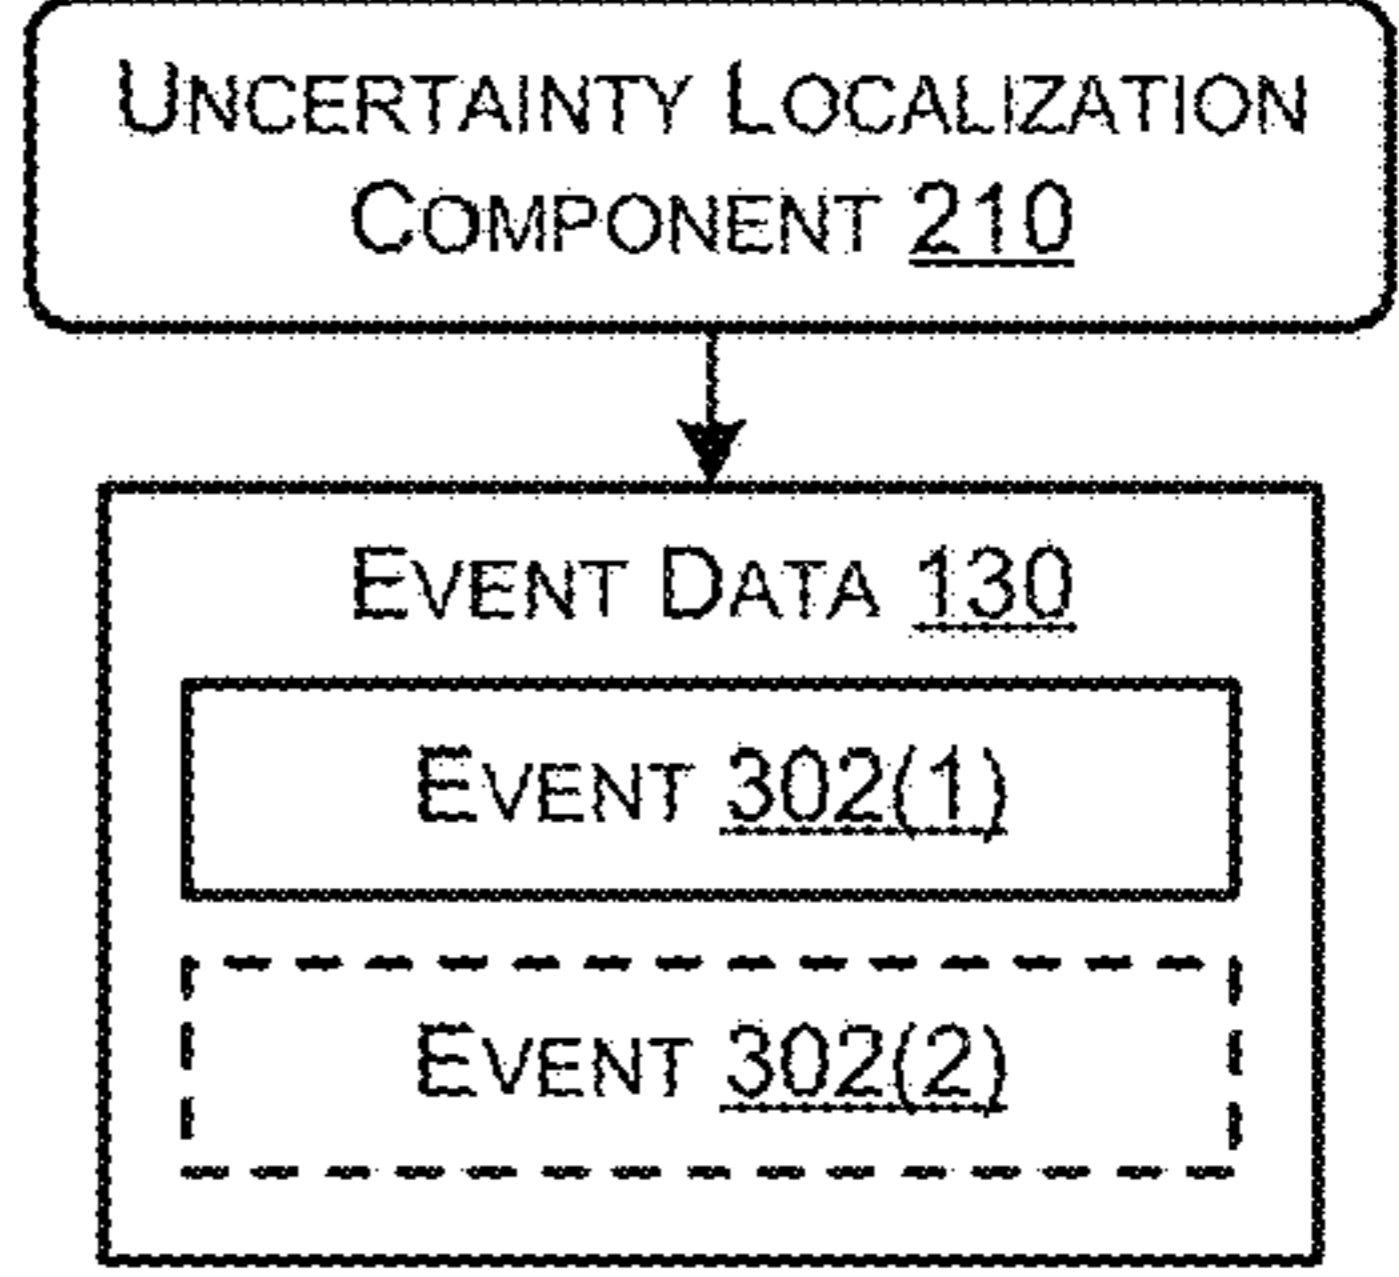 UNCERTAINTY LOCALIZATION
COMPONENT 210
EVENT DATA 130
EVENT 302(1)
EVENT 302(2)